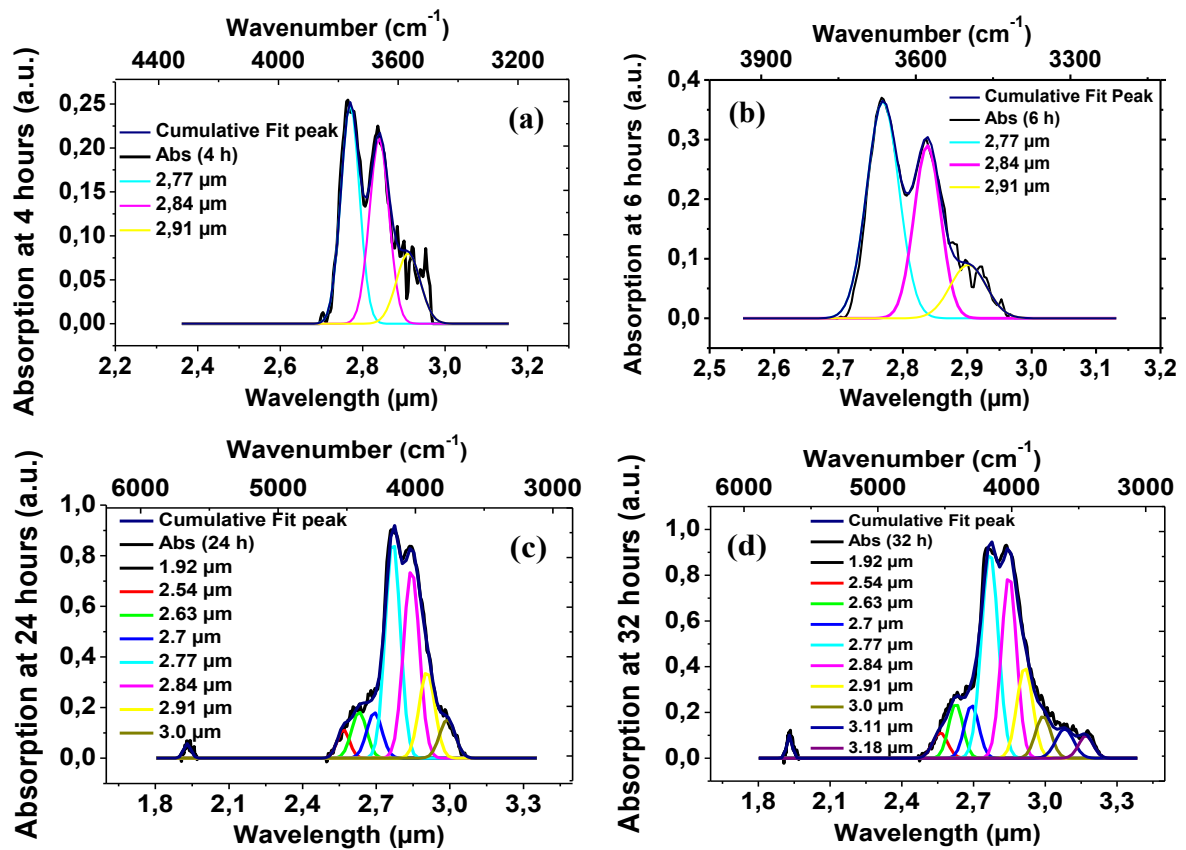 Wavenumber (cm-1)
4400 4000 3600 3200
Absorption at 4 hours (a.u.)
0,25
0,20
0,15
0,10
0,05
0,00
(a)
Cumulative Fit peak
Abs (4 h)
2,77 µm
2,84 µm
2,91 µm
2,2 2,4 2,6 2,8 3,0 3,2
Wavelength (µm)
Wavenumber (cm-1)
3900 3600 3300
Absorption at 6 hours (a.u.)
0,4
0,3
0,2
0,1
0,0
(b)
Cumulative Fit Peak
Abs (6 h)
2,77 µm
2,84 µm
2,91 µm
2,5 2,6 2,7 2,8 2,9 3,0 3,1 3,2
Wavelength (µm)
Wavenumber (cm-1)
6000 5000 4000 3000
Absorption at 24 hours (a.u.)
1,0
0,8
0,6
0,4
0,2
0,0
(c)
Cumulative Fit peak
Abs (24 h)
1.92 µm
2.54 µm
2.63 µm
2.7 µm
2.77 µm
2.84 µm
2.91 µm
3.0 µm
1,8 2,1 2,4 2,7 3,0 3,3
Wavelength (µm)
Wavenumber (cm-1)
6000 5000 4000 3000
Absorption at 32 hours (a.u.)
1,0
0,8
0,6
0,4
0,2
0,0
(d)
Cumulative Fit peak
Abs (32 h)
1.92 µm
2.54 µm
2.63 µm
2.7 µm
2.77 µm
2.84 µm
2.91 µm
3.0 µm
3.11 µm
3.18 µm
1,8 2,1 2,4 2,7 3,0 3,3
Wavelength (µm)